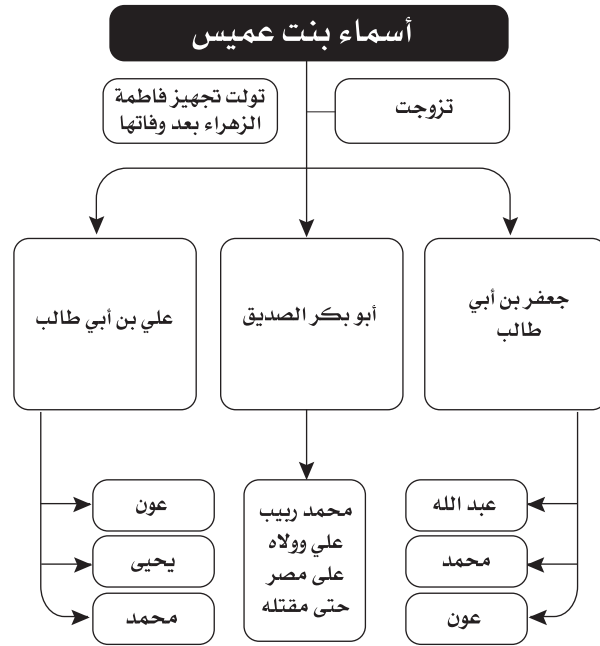 أسماء بنت عميس
تزوجت
تولت تجهيز فاطمة
الزهراء بعد وفاتها
جعفر بن أبي
طالب
أبو بكر الصديق
علي بن أبي طالب
عبد الله
محمد
عون
محمد ربيب
علي وولاه
على مصر
حتى مقتله
عون
يحيى
محمد